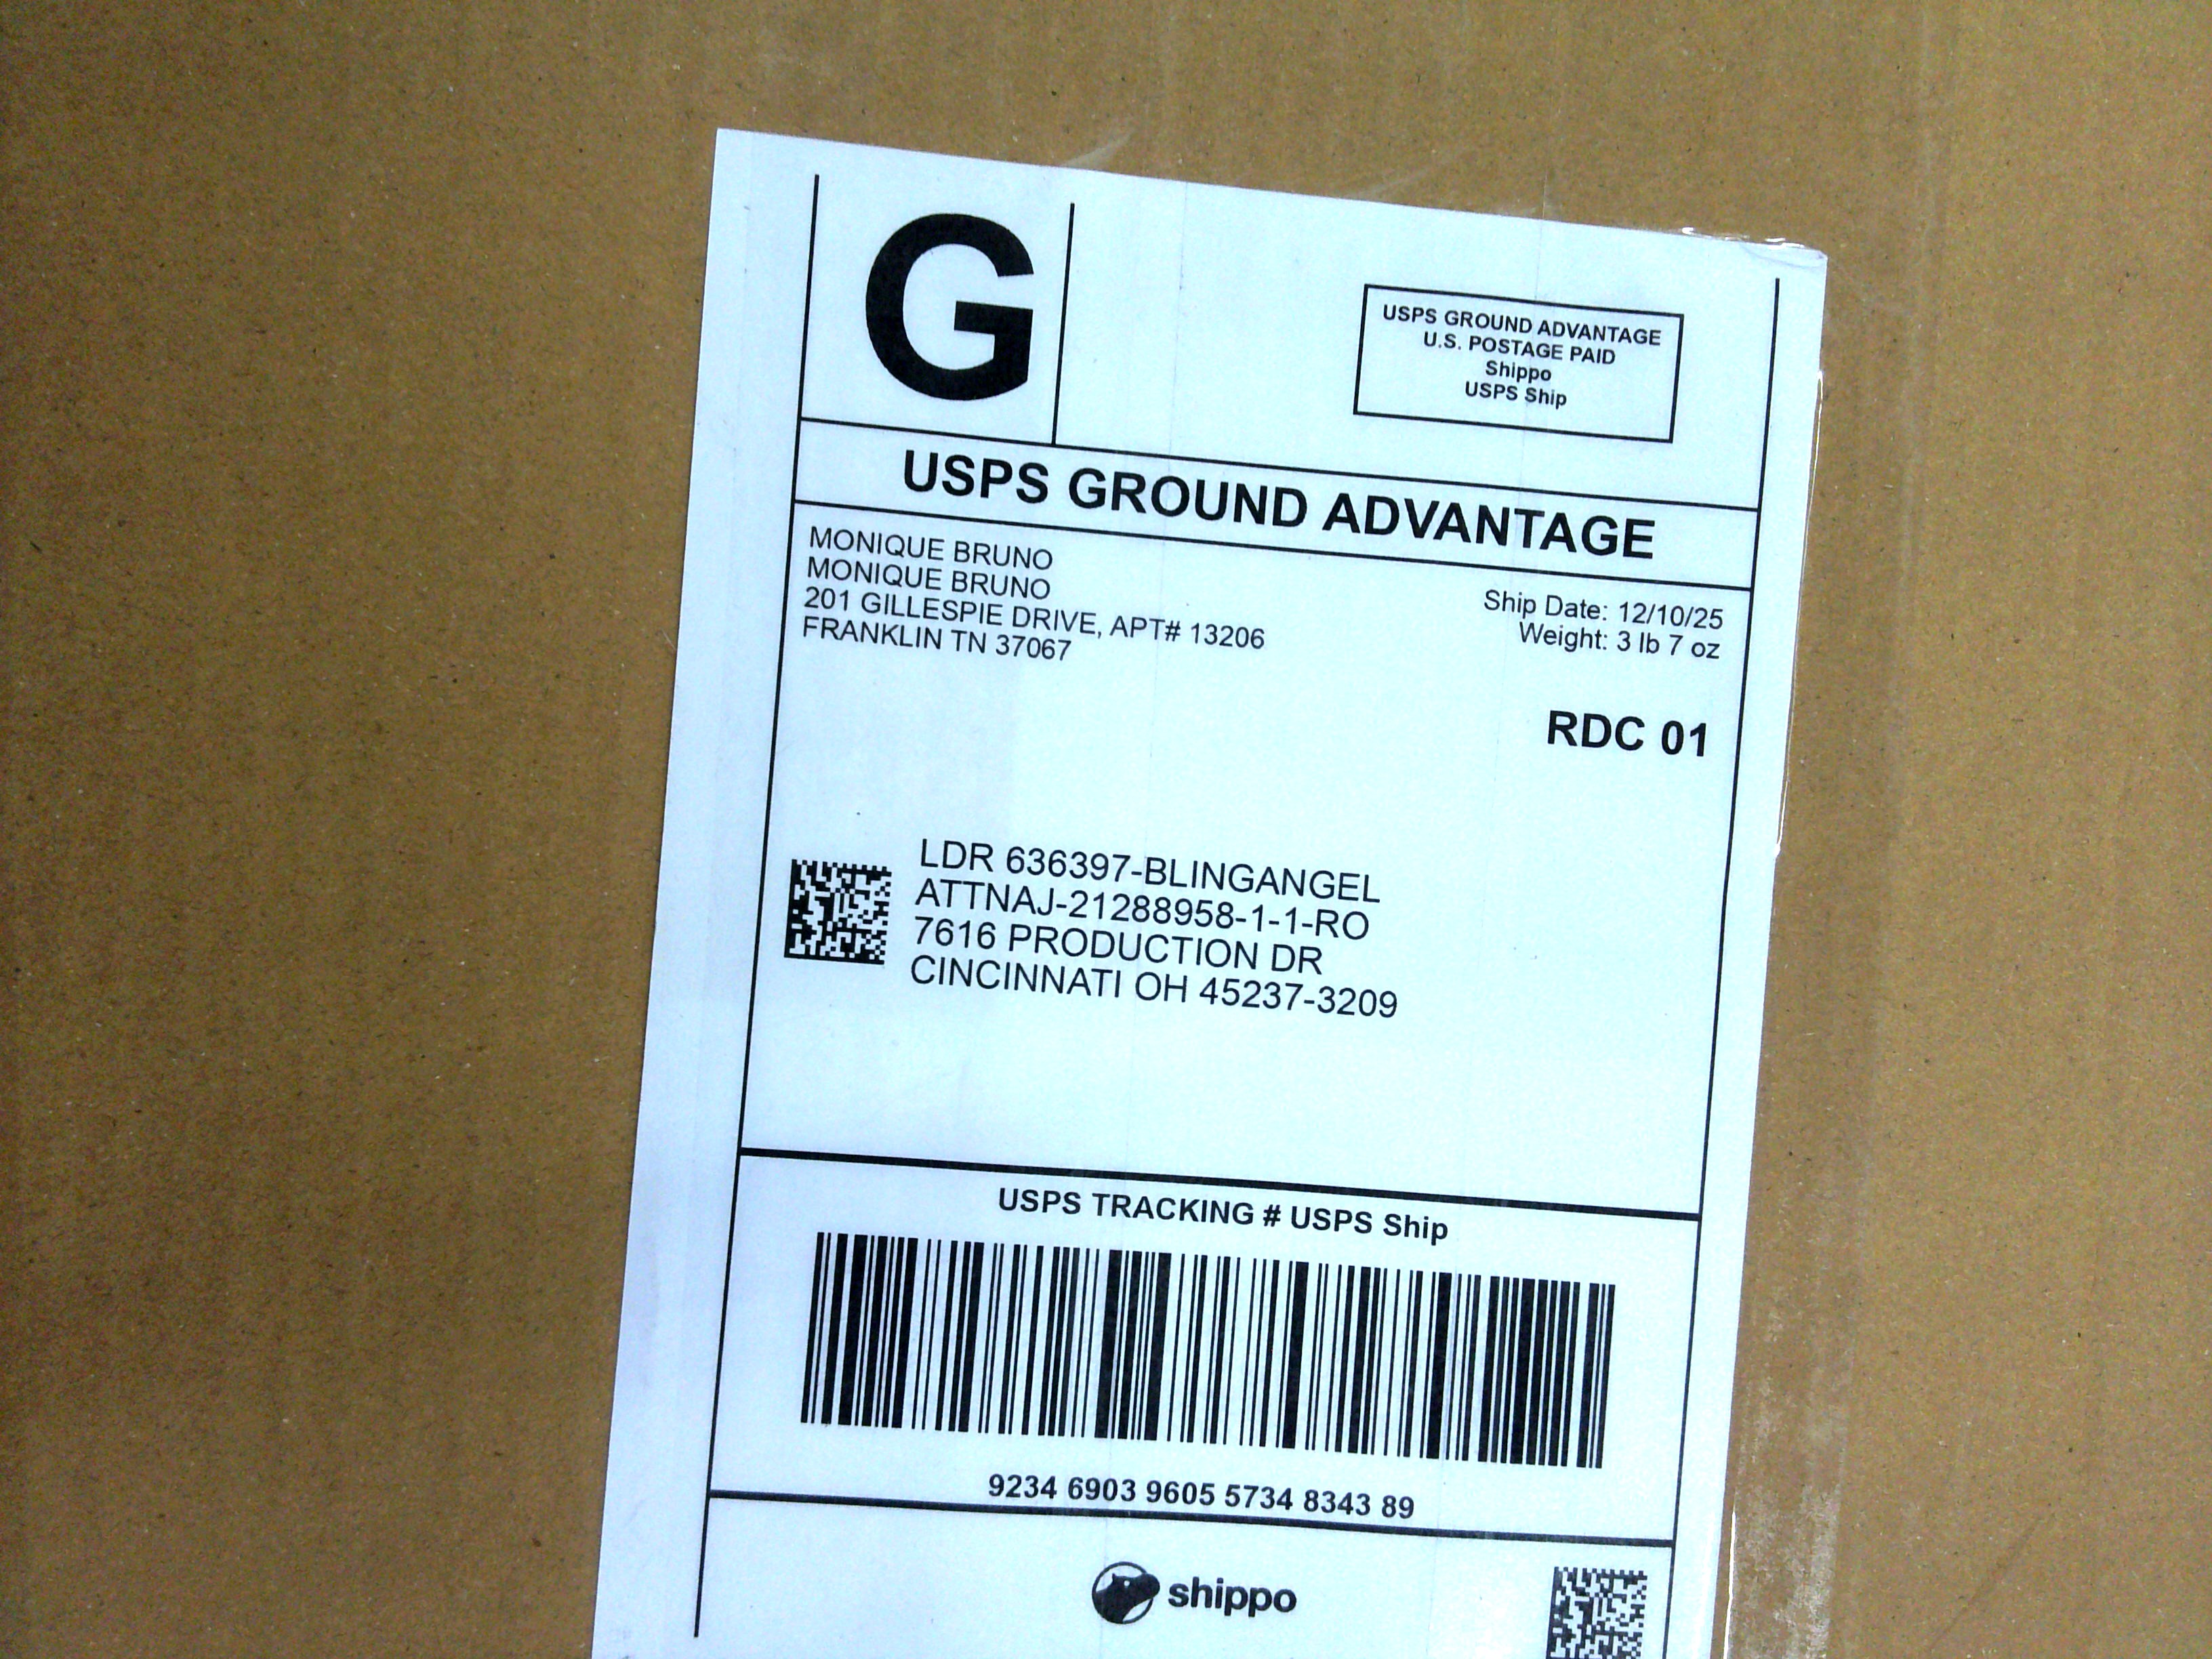 G
USPS GROUND ADVANTAGE
U.S. POSTAGE PAID
Shippo
USPS Ship
USPS GROUND ADVANTAGE
MONIQUE BRUNO
MONIQUE BRUNO
201 GILLESPIE DRIVE, APT# 13206
FRANKLIN TN 37067
Ship Date: 12/10/25
Weight: 3 lb 7 oz
RDC 01
LDR 636397-BLINGANGEL
ATTNAJ-21288958-1-1-RO
7616 PRODUCTION DR
CINCINNATI OH 45237-3209
USPS TRACKING # USPS Ship
9234 6903 9605 5734 8343 89
shippo